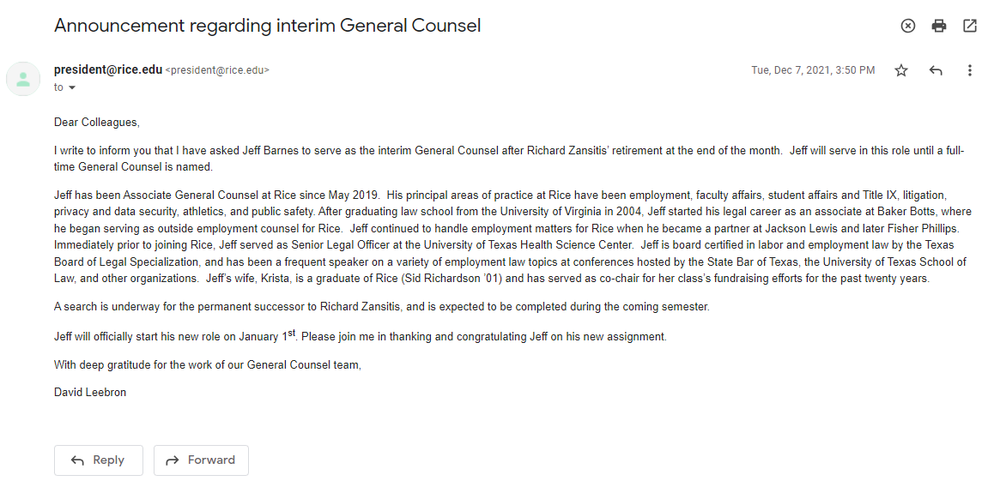 Announcement regarding interim General Counsel
president@rice.edu <president@rice.edu>
Tue, Dec 7, 2021, 3:50 PM
to
Dear Colleagues,
I write to inform you that I have asked Jeff Barnes to serve as the interim General Counsel after Richard Zansitis’ retirement at the end of the month.  Jeff will serve in this role until a full-
time General Counsel is named.
Jeff has been Associate General Counsel at Rice since May 2019.  His principal areas of practice at Rice have been employment, faculty affairs, student affairs and Title IX, litigation,
privacy and data security, athletics, and public safety. After graduating law school from the University of Virginia in 2004, Jeff started his legal career as an associate at Baker Botts, where
he began serving as outside employment counsel for Rice.  Jeff continued to handle employment matters for Rice when he became a partner at Jackson Lewis and later Fisher Phillips.
Immediately prior to joining Rice, Jeff served as Senior Legal Officer at the University of Texas Health Science Center.  Jeff is board certified in labor and employment law by the Texas
Board of Legal Specialization, and has been a frequent speaker on a variety of employment law topics at conferences hosted by the State Bar of Texas, the University of Texas School of
Law, and other organizations.  Jeff’s wife, Krista, is a graduate of Rice (Sid Richardson ’01) and has served as co-chair for her class’s fundraising efforts for the past twenty years.
A search is underway for the permanent successor to Richard Zansitis, and is expected to be completed during the coming semester.
Jeff will officially start his new role on January 1st. Please join me in thanking and congratulating Jeff on his new assignment.
With deep gratitude for the work of our General Counsel team,
David Leebron
Reply
Forward